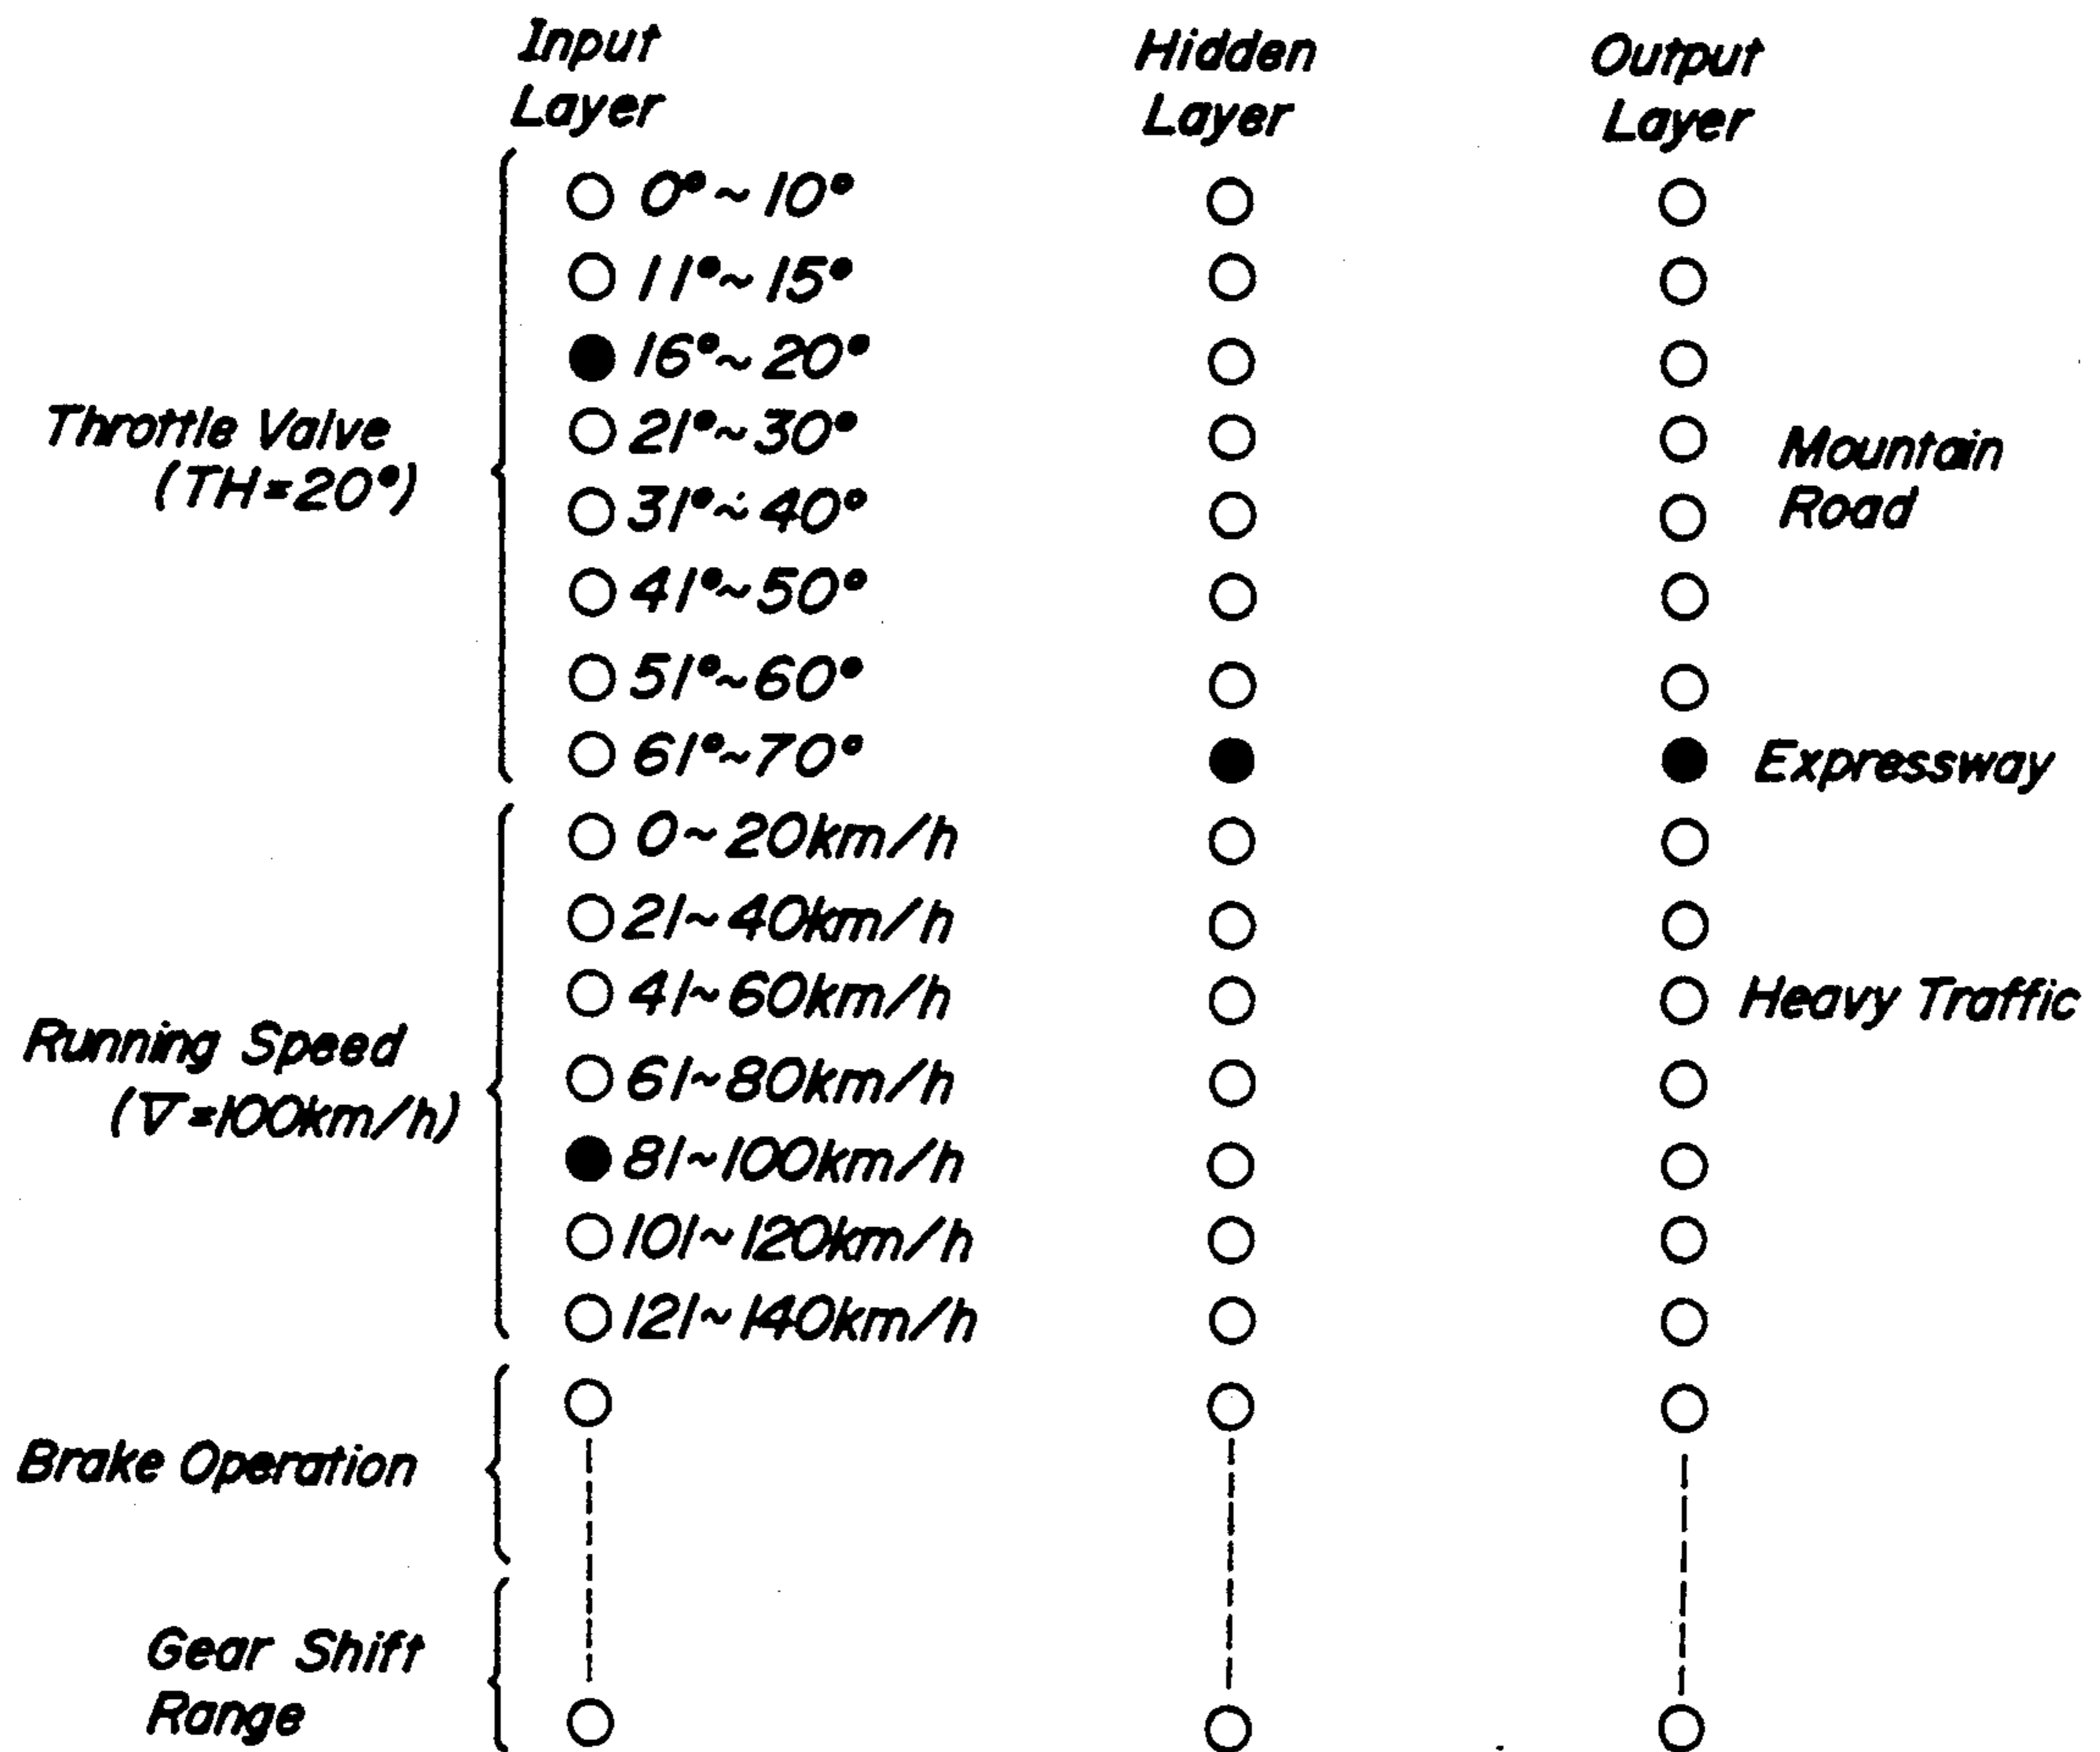 Input
Layer
Hidden
Layer
Output
Layer
Throttle Valve
(TH=20°)
0°~10°
11°~15°
16°~20°
21°~30°
31°~40°
41°~50°
51°~60°
61°~70°
Mountain
Road
Expressway
Running Speed
(V=100km/h)
0~20km/h
21~40km/h
41~60km/h
61~80km/h
81~100km/h
101~120km/h
121~140km/h
Heavy Traffic
Brake Operation
Gear Shift
Range